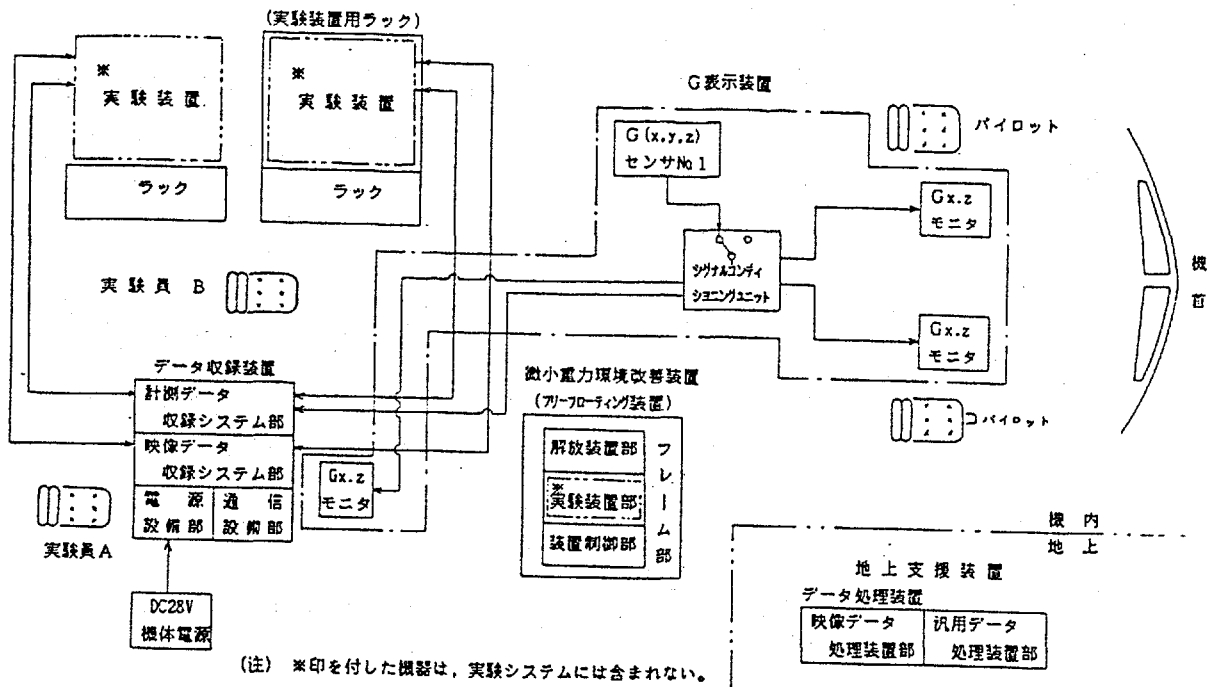 (実験装置用ラック)
※
実験装置
ラック
※
実験装置
ラック
G表示装置
G(x,y,z)
センサNo.1
シグナルコンディ
ショニングユニット
パイロット
Gx.z
モニタ
Gx.z
モニタ
パイロット
機
首
実験員 B
データ収録装置
計測データ
収録システム部
映像データ
収録システム部
電源
設備部
通信
設備部
実験員A
DC28V
機体電源
Gx.z
モニタ
微小重力環境改善装置
(フリーフローティング装置)
解放装置部
※
実験装置部
装置制御部
フレーム部
機内
地上
地上支援装置
データ処理装置
映像データ
処理装置部
汎用データ
処理装置部
(注) ※印を付した機器は,実験システムには含まれない。